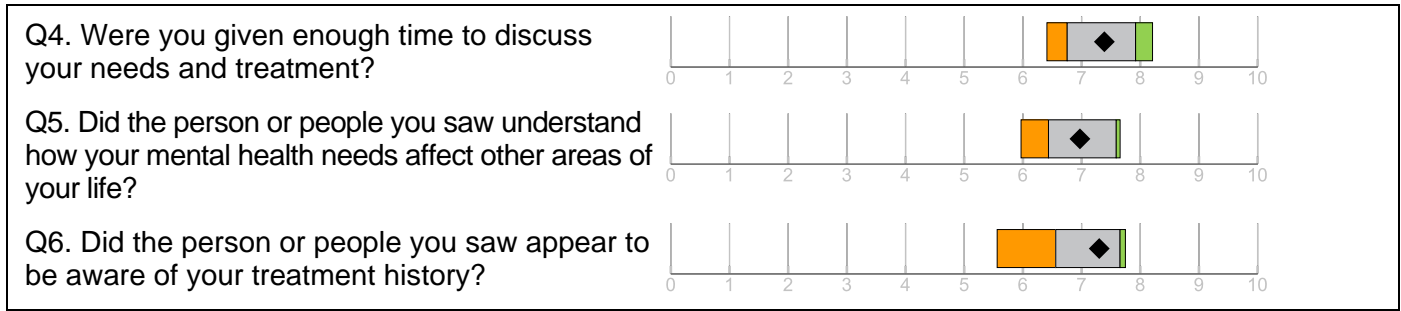 Q4. Were you given enough time to discuss
your needs and treatment?
0 1 2 3 4 5 6 7 8 9 10
Q5. Did the person or people you saw understand
how your mental health needs affect other areas of
your life?
0 1 2 3 4 5 6 7 8 9 10
Q6. Did the person or people you saw appear to
be aware of your treatment history?
0 1 2 3 4 5 6 7 8 9 10